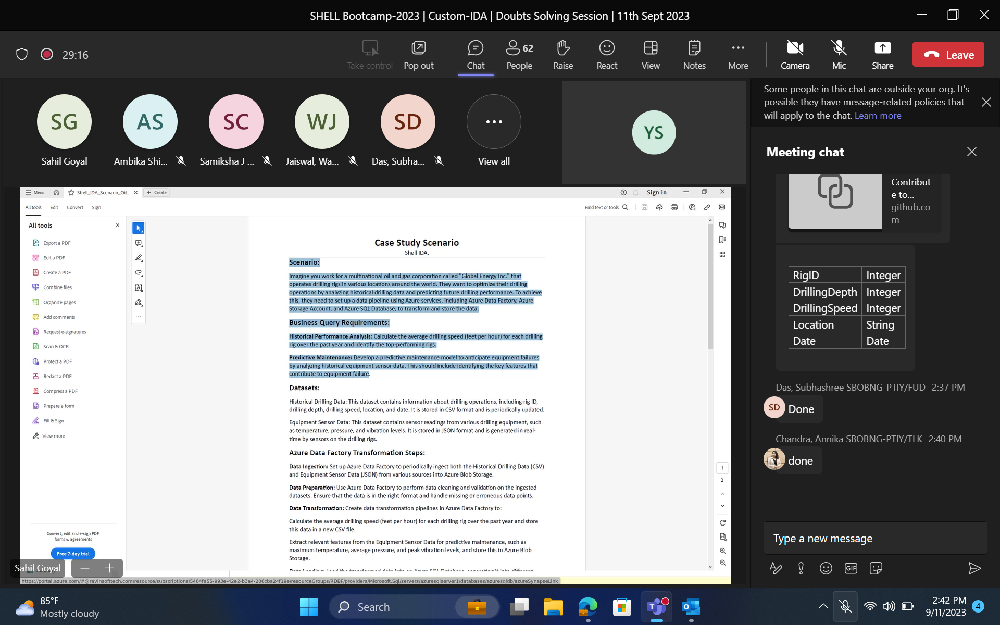 SHELL Bootcamp-2023 | Custom-IDA | Doubts Solving Session | 11th Sept 2023
29:16
Take control
Pop out
Chat
62
People
Raise
React
View
Notes
More
Camera
Mic
Share
Leave
SG
AS
SC
WJ
SD
Sahil Goyal
Ambika Shi...
Samiksha J ...
Jaiswal, Wa...
Das, Subha...
View all
YS
Some people in this chat are outside your org. It's
possible they have message-related policies that
will apply to the chat. Learn more
Meeting chat
Contribut
e to...
github.co
m
RigID Integer
DrillingDepth Integer
DrillingSpeed Integer
Location String
Date Date
Das, Subhashree SBOBNG-PTIY/FUD 2:37 PM
SD
Done
Chandra, Annika SBOBNG-PTIY/TLK 2:40 PM
done
Type a new message
GIF
Menu
Shell_IDA_Scenario_Oil...
+ Create
Sign in
All tools
Edit
Convert
Sign
Find text or tools
All tools
Export a PDF
Edit a PDF
Create a PDF
Combine files
Organize pages
Add comments
Request e-signatures
Scan & OCR
Protect a PDF
Redact a PDF
Compress a PDF
Prepare a form
Fill & Sign
View more
Convert, edit and e-sign PDF
forms & agreements
Free 7-day trial
Case Study Scenario
Shell IDA.
Scenario:
Imagine you work for a multinational oil and gas corporation called "Global Energy Inc." that
operates drilling rigs in various locations around the world. They want to optimize their drilling
operations by analyzing historical drilling data and predicting future drilling performance. To achieve
this, they need to set up a data pipeline using Azure services, including Azure Data Factory, Azure
Storage Account, and Azure SQL Database, to transform and store the data.
Business Query Requirements:
Historical Performance Analysis: Calculate the average drilling speed (feet per hour) for each drilling
rig over the past year and identify the top-performing rigs.
Predictive Maintenance: Develop a predictive maintenance model to anticipate equipment failures
by analyzing historical equipment sensor data. This should include identifying the key features that
contribute to equipment failure.
Datasets:
Historical Drilling Data: This dataset contains information about drilling operations, including rig ID,
drilling depth, drilling speed, location, and date. It is stored in CSV format and is periodically updated.
Equipment Sensor Data: This dataset contains sensor readings from various drilling equipment, such
as temperature, pressure, and vibration levels. It is stored in JSON format and is generated in real-
time by sensors on the drilling rigs.
Azure Data Factory Transformation Steps:
Data Ingestion: Set up Azure Data Factory to periodically ingest both the Historical Drilling Data (CSV)
and Equipment Sensor Data (JSON) from various sources into Azure Blob Storage.
Data Preparation: Use Azure Data Factory to perform data cleaning and validation on the ingested
datasets. Ensure that the data is in the right format and handle missing or erroneous data points.
Data Transformation: Create data transformation pipelines in Azure Data Factory to:
Calculate the average drilling speed (feet per hour) for each drilling rig over the past year and store
this data in a new CSV file.
Extract relevant features from the Equipment Sensor Data for predictive maintenance, such as
maximum temperature, average pressure, and peak vibration levels, and store this in Azure Blob
Storage.
Data Loading: Load the transformed data into an Azure SQL Database, separating it into different
1
2
Sahil Goyal
https://portal.azure.com/#@ravinsofttech.com/resource/subscriptions/5464fa55-993e-42e2-b3a4-206cba24f19e/resourceGroups/RDBF/providers/Microsoft.Sql/servers/azuresqlserver1/databases/azuresqldb/azureSynapseLink
85°F
Mostly cloudy
Search
2:42 PM
9/11/2023
4